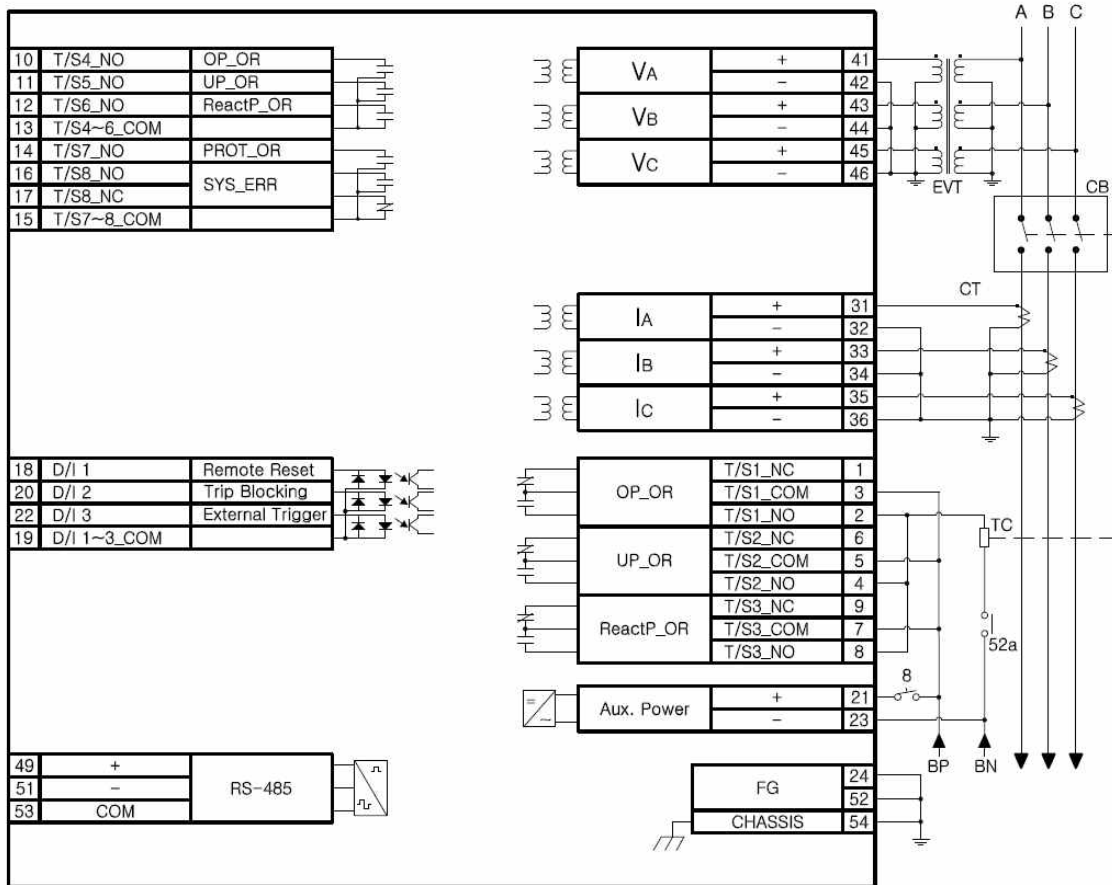 A B C
10 T/S4_NO OP_OR
11 T/S5_NO UP_OR
12 T/S6_NO ReactP_OR
13 T/S4~6_COM
14 T/S7_NO PROT_OR
16 T/S8_NO SYS_ERR
17 T/S8_NC
15 T/S7~8_COM
VA + 41
- 42
VB + 43
- 44
VC + 45
- 46
EVT
CB
CT
IA + 31
- 32
IB + 33
- 34
IC + 35
- 36
18 D/I 1 Remote Reset
20 D/I 2 Trip Blocking
22 D/I 3 External Trigger
19 D/I 1~3_COM
OP_OR T/S1_NC 1
T/S1_COM 3
T/S1_NO 2
UP_OR T/S2_NC 6
T/S2_COM 5
T/S2_NO 4
ReactP_OR T/S3_NC 9
T/S3_COM 7
T/S3_NO 8
TC
52a
8
Aux. Power + 21
- 23
BP BN
49 + RS-485
51 -
53 COM
FG 24
52
CHASSIS 54